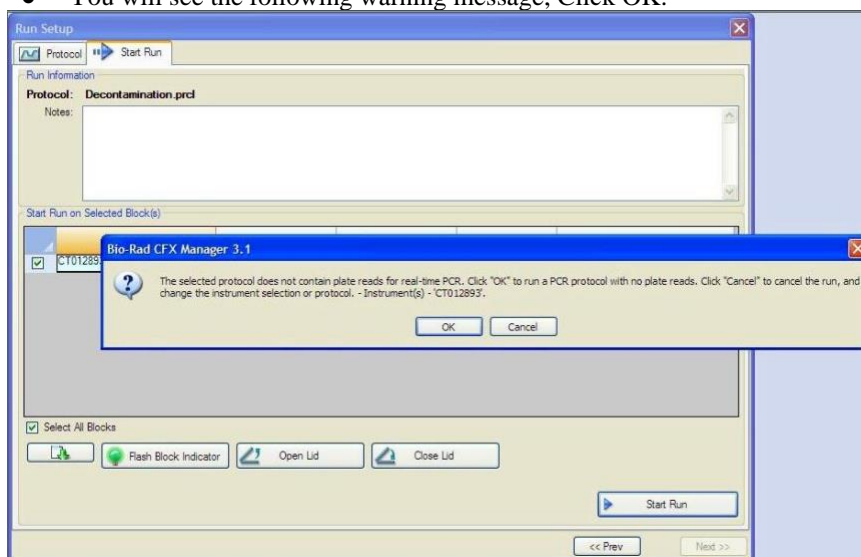 ● You will see the following warning message, Click OK.
Run Setup
Protocol Start Run
Run Information
Protocol: Decontamination.prcl
Notes:
Start Run on Selected Block(s)
Bio-Rad CFX Manager 3.1
CT01289
The selected protocol does not contain plate reads for real-time PCR. Click "OK" to run a PCR protocol with no plate reads. Click "Cancel" to cancel the run, and
change the instrument selection or protocol. - Instrument(s) - 'CT012893'.
OK Cancel
Select All Blocks
Flash Block Indicator Open Lid Close Lid
Start Run
<< Prev Next >>